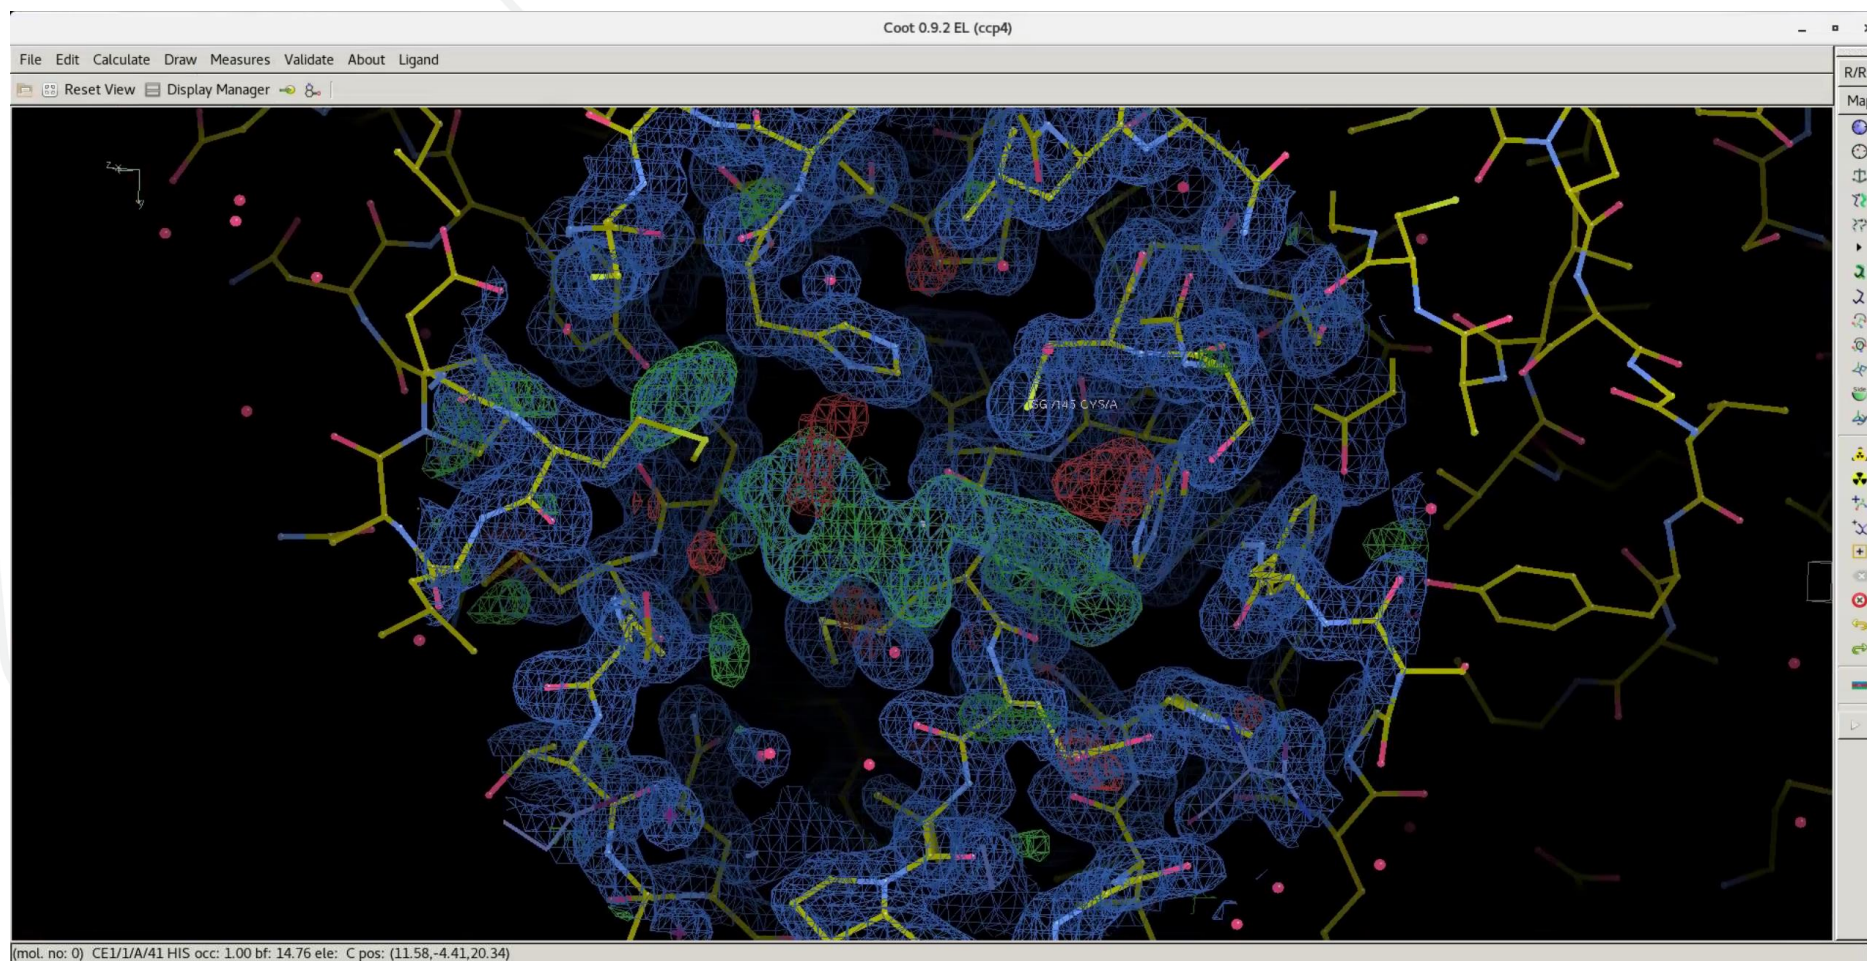 Coot 0.9.2 EL (ccp4)
File Edit Calculate Draw Measures Validate About Ligand
Reset View Display Manager
R/R
Map
z x
y
SG /145 CYS/A
Side
(mol. no: 0) CE1/1/A/41 HIS occ: 1.00 bf: 14.76 ele: C pos: (11.58,-4.41,20.34)